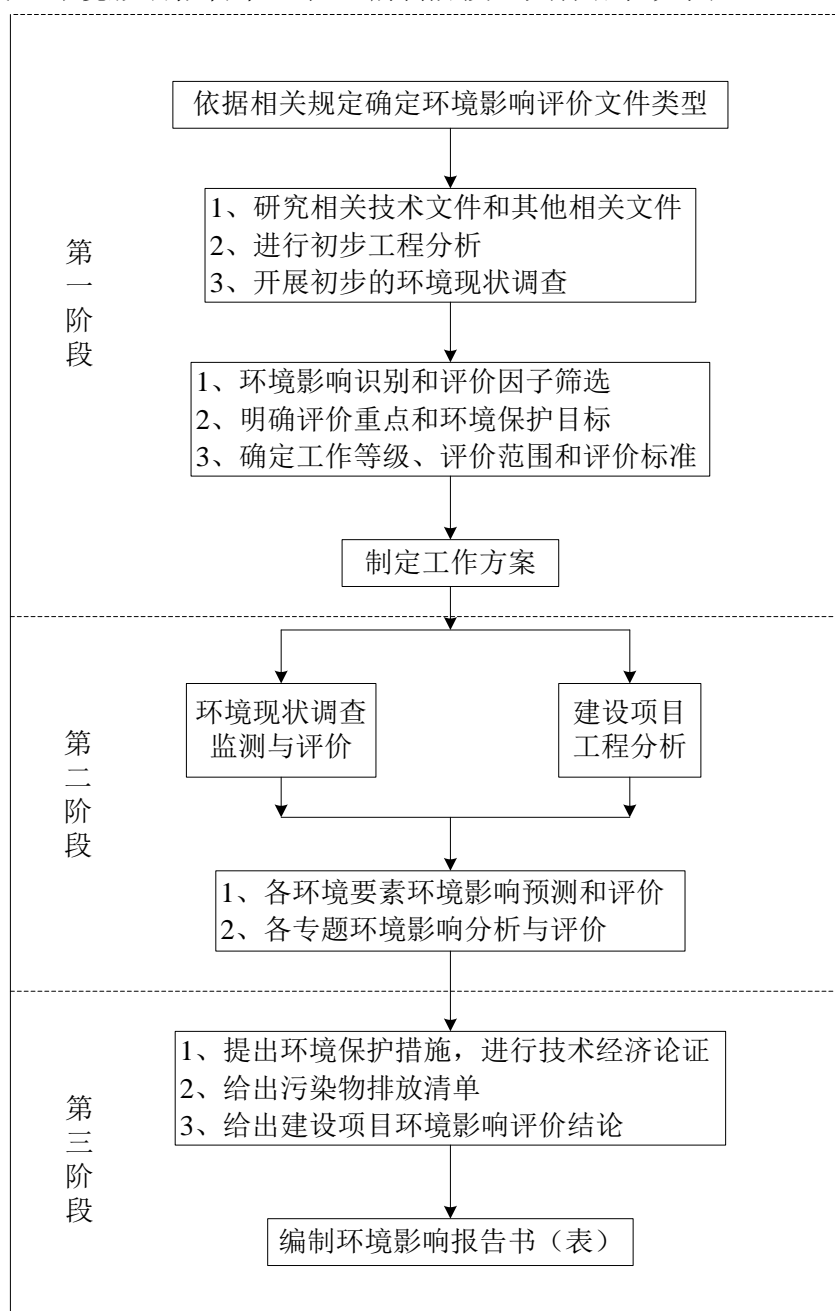 依据相关规定确定环境影响评价文件类型
第一阶段
1、研究相关技术文件和其他相关文件
2、进行初步工程分析
3、开展初步的环境现状调查
1、环境影响识别和评价因子筛选
2、明确评价重点和环境保护目标
3、确定工作等级、评价范围和评价标准
制定工作方案
第二阶段
环境现状调查
监测与评价
建设项目
工程分析
1、各环境要素环境影响预测和评价
2、各专题环境影响分析与评价
第三阶段
1、提出环境保护措施，进行技术经济论证
2、给出污染物排放清单
3、给出建设项目环境影响评价结论
编制环境影响报告书（表）